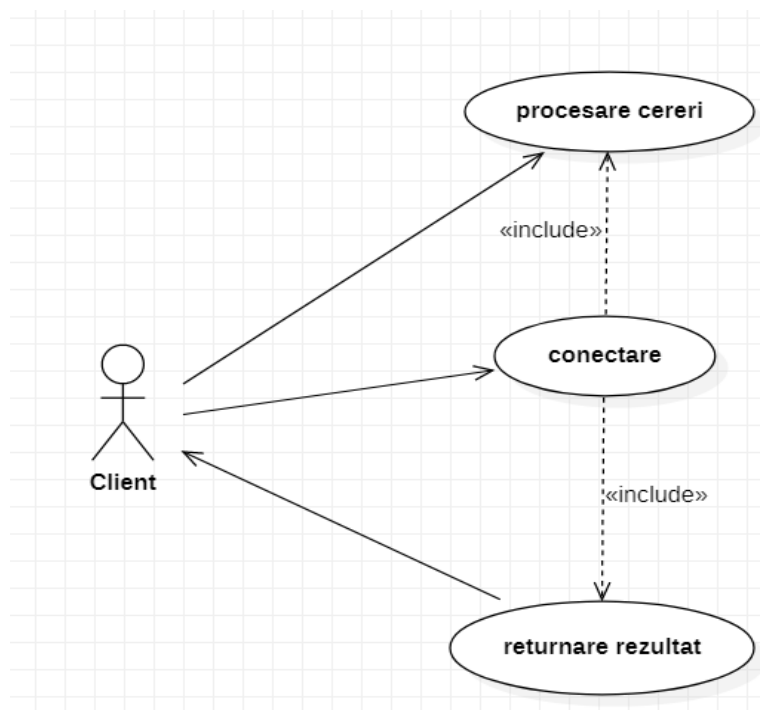 procesare cereri
«include»
conectare
Client
«include»
returnare rezultat